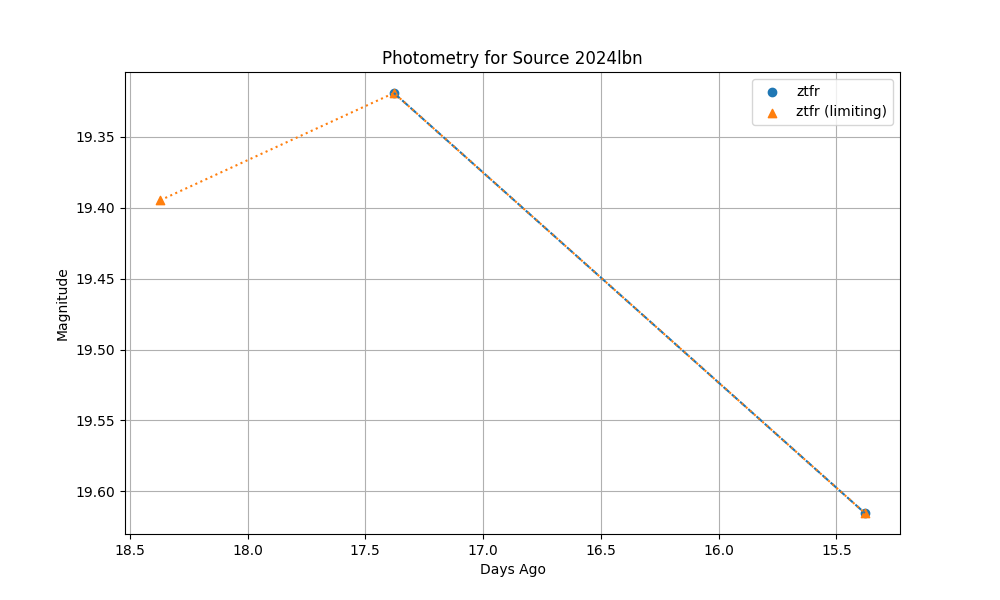 Photometry for Source 2024lbn
ztfr
ztfr (limiting)
Magnitude
19.35
19.40
19.45
19.50
19.55
19.60
18.5 18.0 17.5 17.0 16.5 16.0 15.5
Days Ago